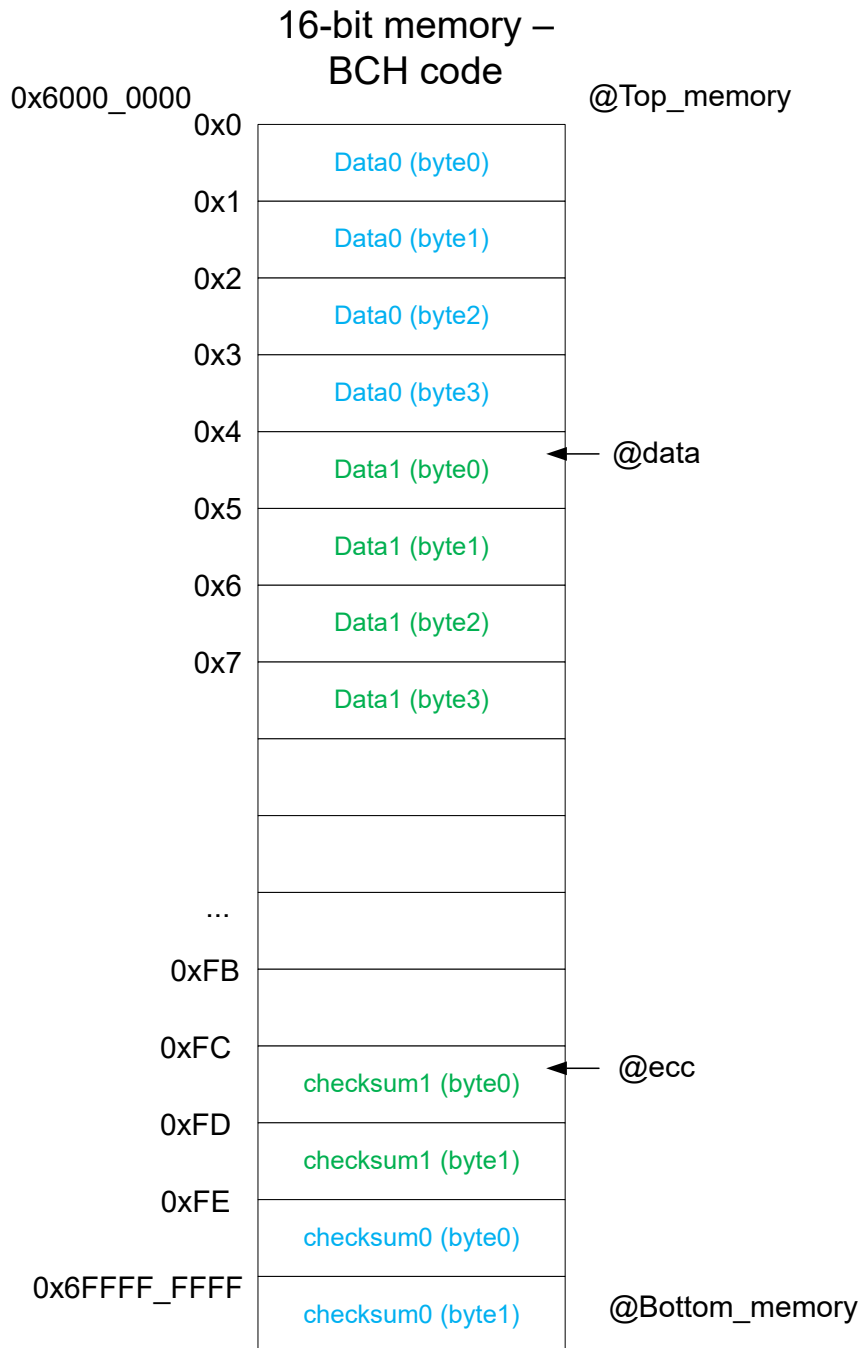 16-bit memory –
BCH code
0x6000_0000
@Top_memory
0x0
Data0 (byte0)
0x1
Data0 (byte1)
0x2
Data0 (byte2)
0x3
Data0 (byte3)
0x4
@data
Data1 (byte0)
0x5
Data1 (byte1)
0x6
Data1 (byte2)
0x7
Data1 (byte3)
...
0xFB
0xFC
@ecc
checksum1 (byte0)
0xFD
checksum1 (byte1)
0xFE
checksum0 (byte0)
0x6FFFF_FFFF
checksum0 (byte1)
@Bottom_memory